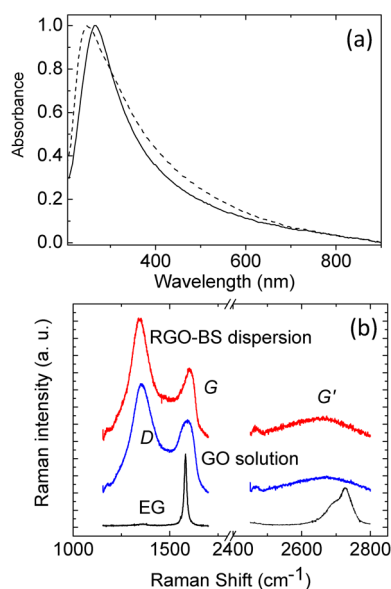 (a)
1.0
0.8
0.6
0.4
0.2
0.0
Absorbance
400 600 800
Wavelength (nm)
(b)
RGO-BS dispersion
G
G'
D
GO solution
EG
Raman intensity (a. u.)
1000 1500 2400 2600 2800
Raman Shift (cm-1)